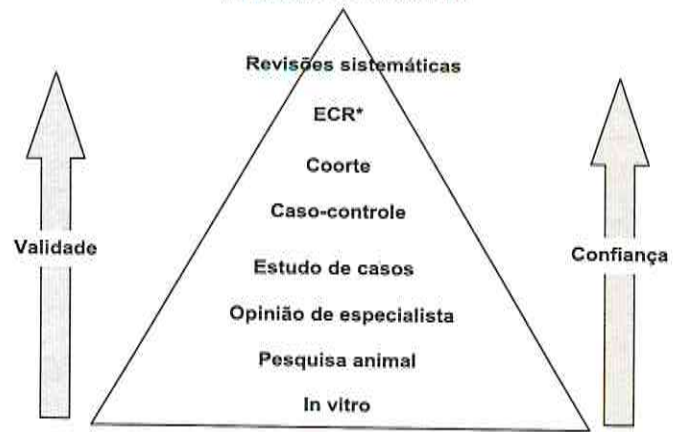 Revisões sistemáticas
ECR*
Coorte
Caso-controle
Validade
Confiança
Estudo de casos
Opinião de especialista
Pesquisa animal
In vitro